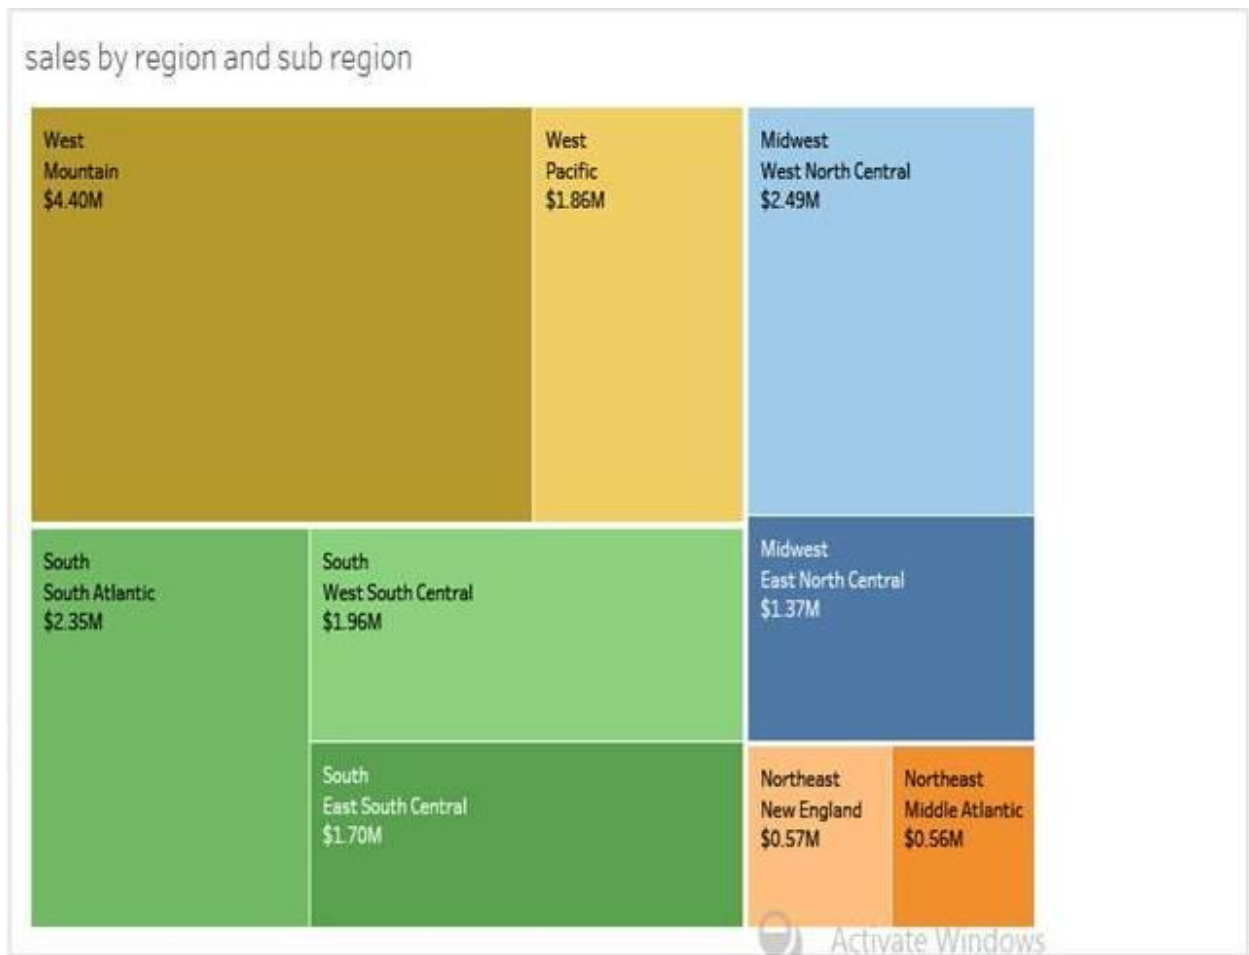 sales by region and sub region
West
Mountain
$4.40M
West
Pacific
$1.86M
Midwest
West North Central
$2.49M
South
South Atlantic
$2.35M
South
West South Central
$1.96M
South
East South Central
$1.70M
Midwest
East North Central
$1.37M
Northeast
New England
$0.57M
Northeast
Middle Atlantic
$0.56M
Activate Windows